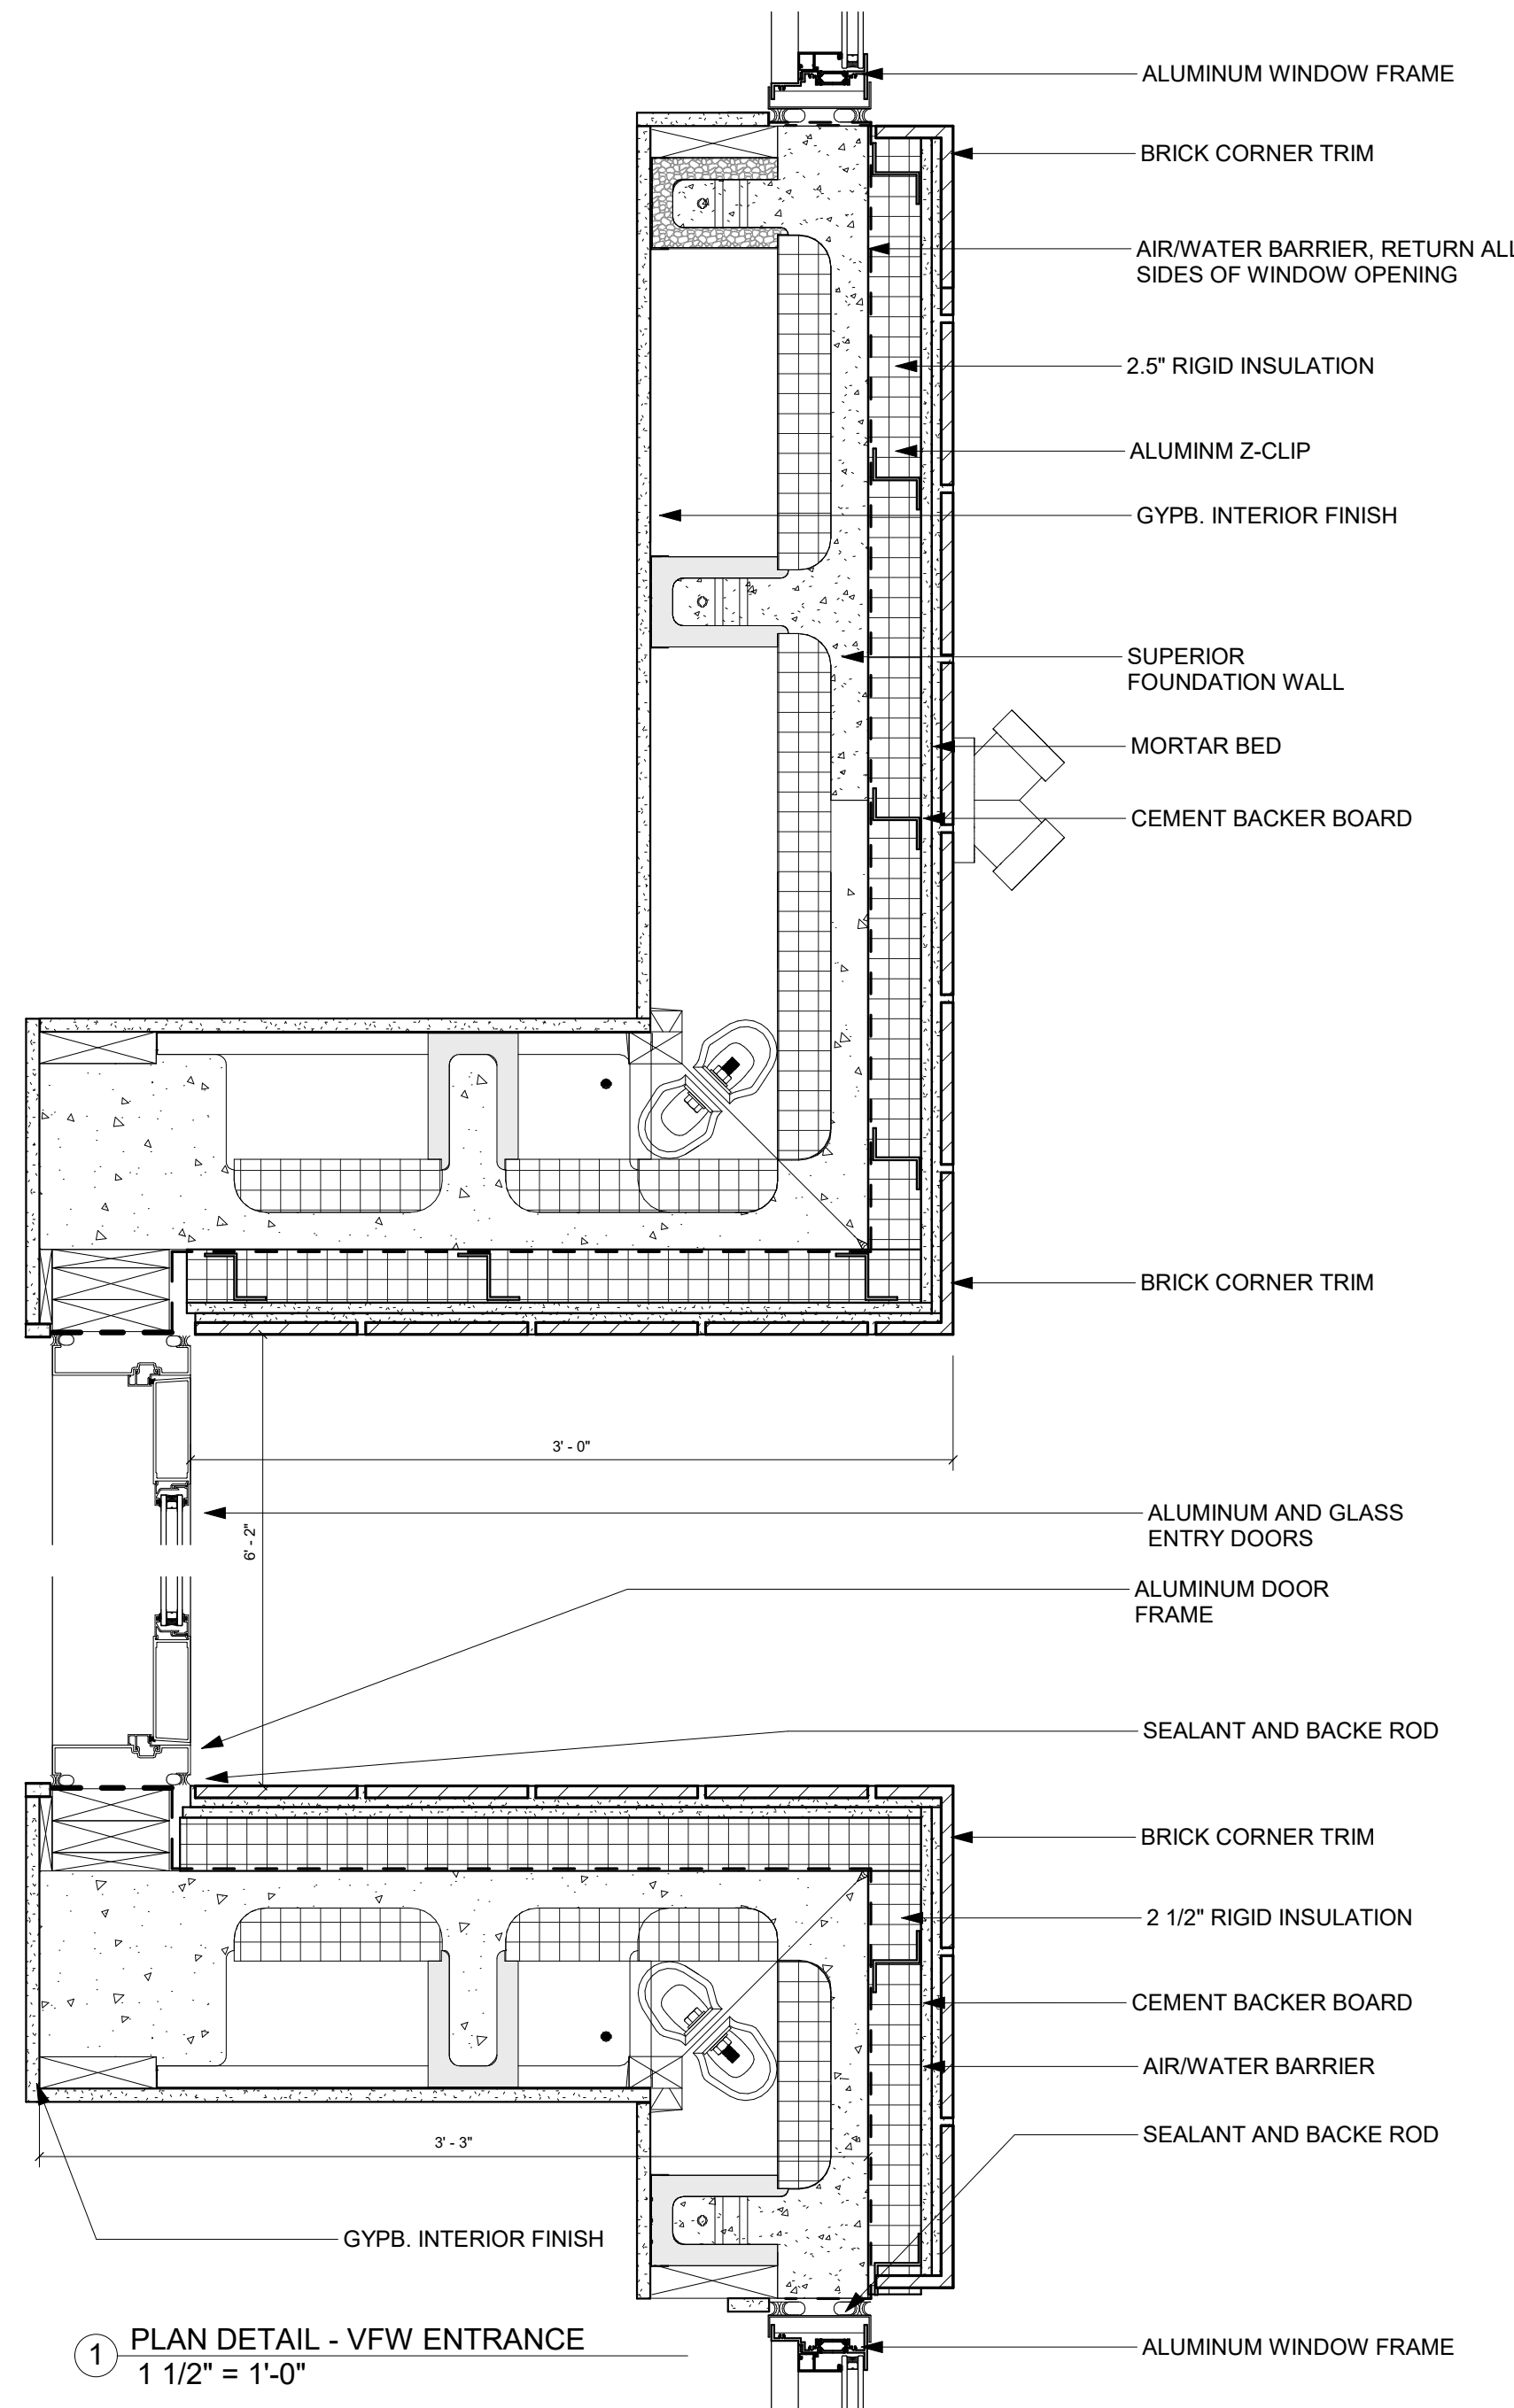 ALUMINUM WINDOW FRAME
BRICK CORNER TRIM
AIR/WATER BARRIER, RETURN ALL
SIDES OF WINDOW OPENING
2.5" RIGID INSULATION
ALUMINM Z-CLIP
GYPB. INTERIOR FINISH
SUPERIOR
FOUNDATION WALL
MORTAR BED
CEMENT BACKER BOARD
BRICK CORNER TRIM
3' - 0"
6' - 2"
ALUMINUM AND GLASS
ENTRY DOORS
ALUMINUM DOOR
FRAME
SEALANT AND BACKE ROD
BRICK CORNER TRIM
2 1/2" RIGID INSULATION
CEMENT BACKER BOARD
AIR/WATER BARRIER
SEALANT AND BACKE ROD
3' - 3"
GYPB. INTERIOR FINISH
ALUMINUM WINDOW FRAME
1 PLAN DETAIL - VFW ENTRANCE
1 1/2" = 1'-0"